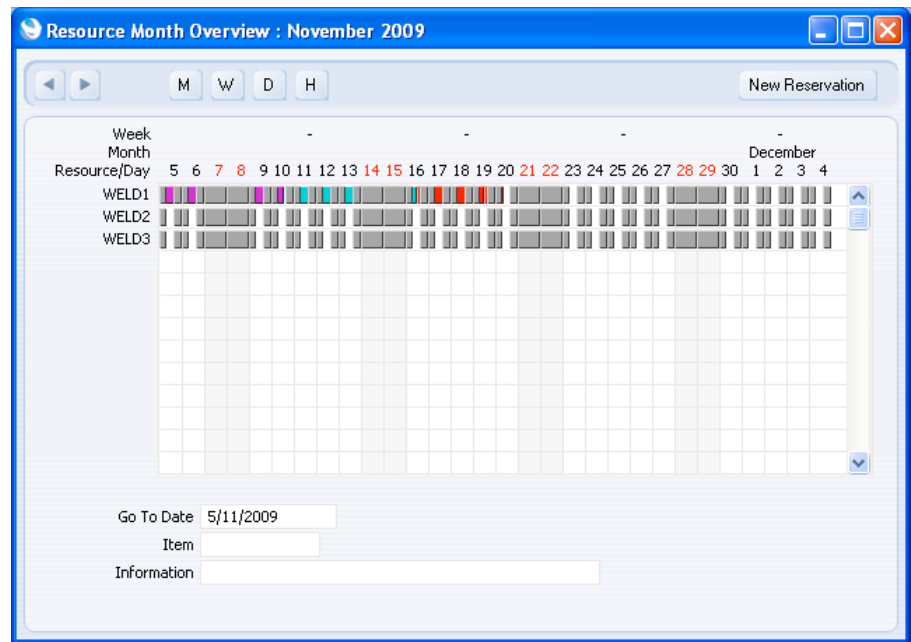 Resource Month Overview : November 2009
M W D H New Reservation
Week - - - -
Month December
Resource/Day 5 6 7 8 9 10 11 12 13 14 15 16 17 18 19 20 21 22 23 24 25 26 27 28 29 30 1 2 3 4
WELD1
WELD2
WELD3
Go To Date 5/11/2009
Item
Information